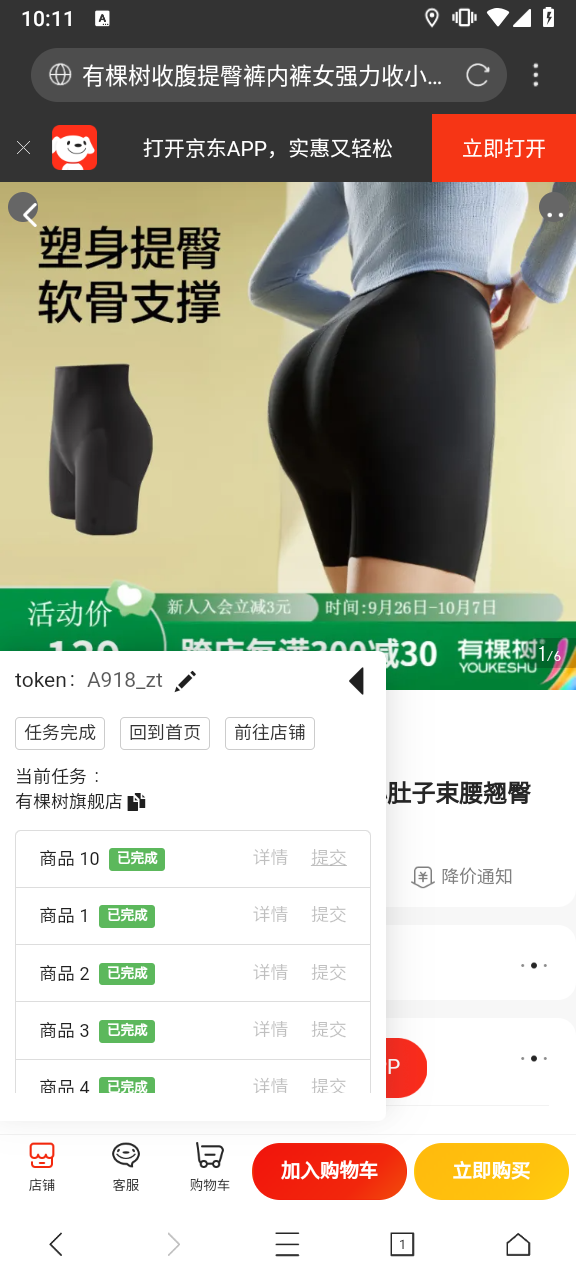 10:11
有棵树收腹提臀裤内裤女强力收小...
打开京东APP，实惠又轻松
立即打开
塑身提臀
软骨支撑
活动价
新人入会立减3元
时间:9月26日-10月7日
跨店每满300减30
有棵树
YOUKESHU
1/6
token: A918_zt
任务完成
回到首页
前往店铺
当前任务：
有棵树旗舰店
肚子束腰翘臀
降价通知
商品 10 已完成 详情 提交
商品 1 已完成 详情 提交
商品 2 已完成 详情 提交
商品 3 已完成 详情 提交
商品 4 已完成 详情 提交
P
店铺
客服
购物车
加入购物车
立即购买
1